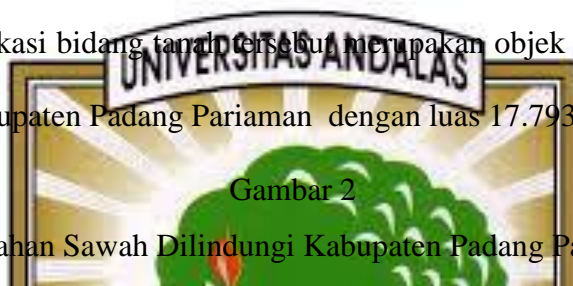 kasi bidang tanah tersebut merupakan objek
UNIVERSITAS ANDALAS
upaten Padang Pariaman dengan luas 17.793
Gambar 2
ahan Sawah Dilindungi Kabupaten Padang Pa